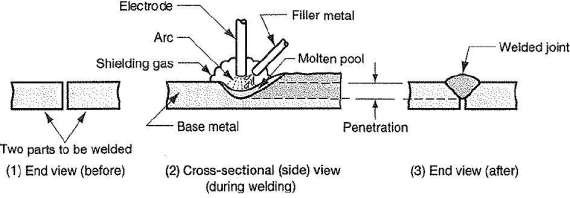 Electrode
Filler metal
Arc
Shielding gas
Molten pool
Welded joint
Base metal
Penetration
Two parts to be welded
(1) End view (before)
(2) Cross-sectional (side) view
(during welding)
(3) End view (after)